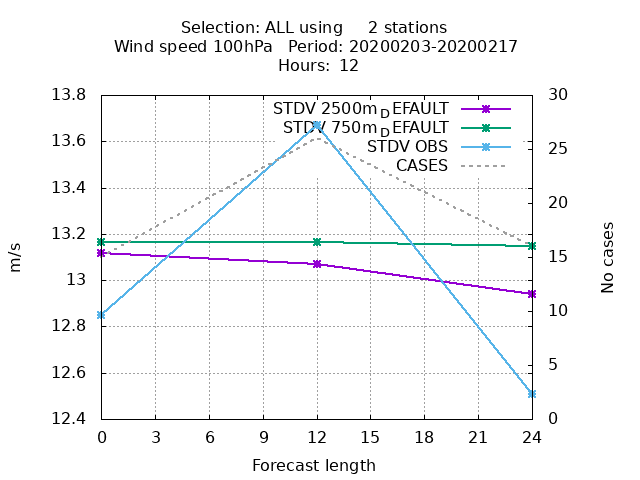 Selection: ALL using     2 stations
Wind speed 100hPa   Period: 20200203-20200217
Hours:  12
13.8
13.6
13.4
13.2
13
12.8
12.6
12.4
m/s
STDV 2500m_DEFAULT
STDV 750m_DEFAULT
STDV OBS
CASES
30
25
20
15
10
5
0
No cases
0 3 6 9 12 15 18 21 24
Forecast length